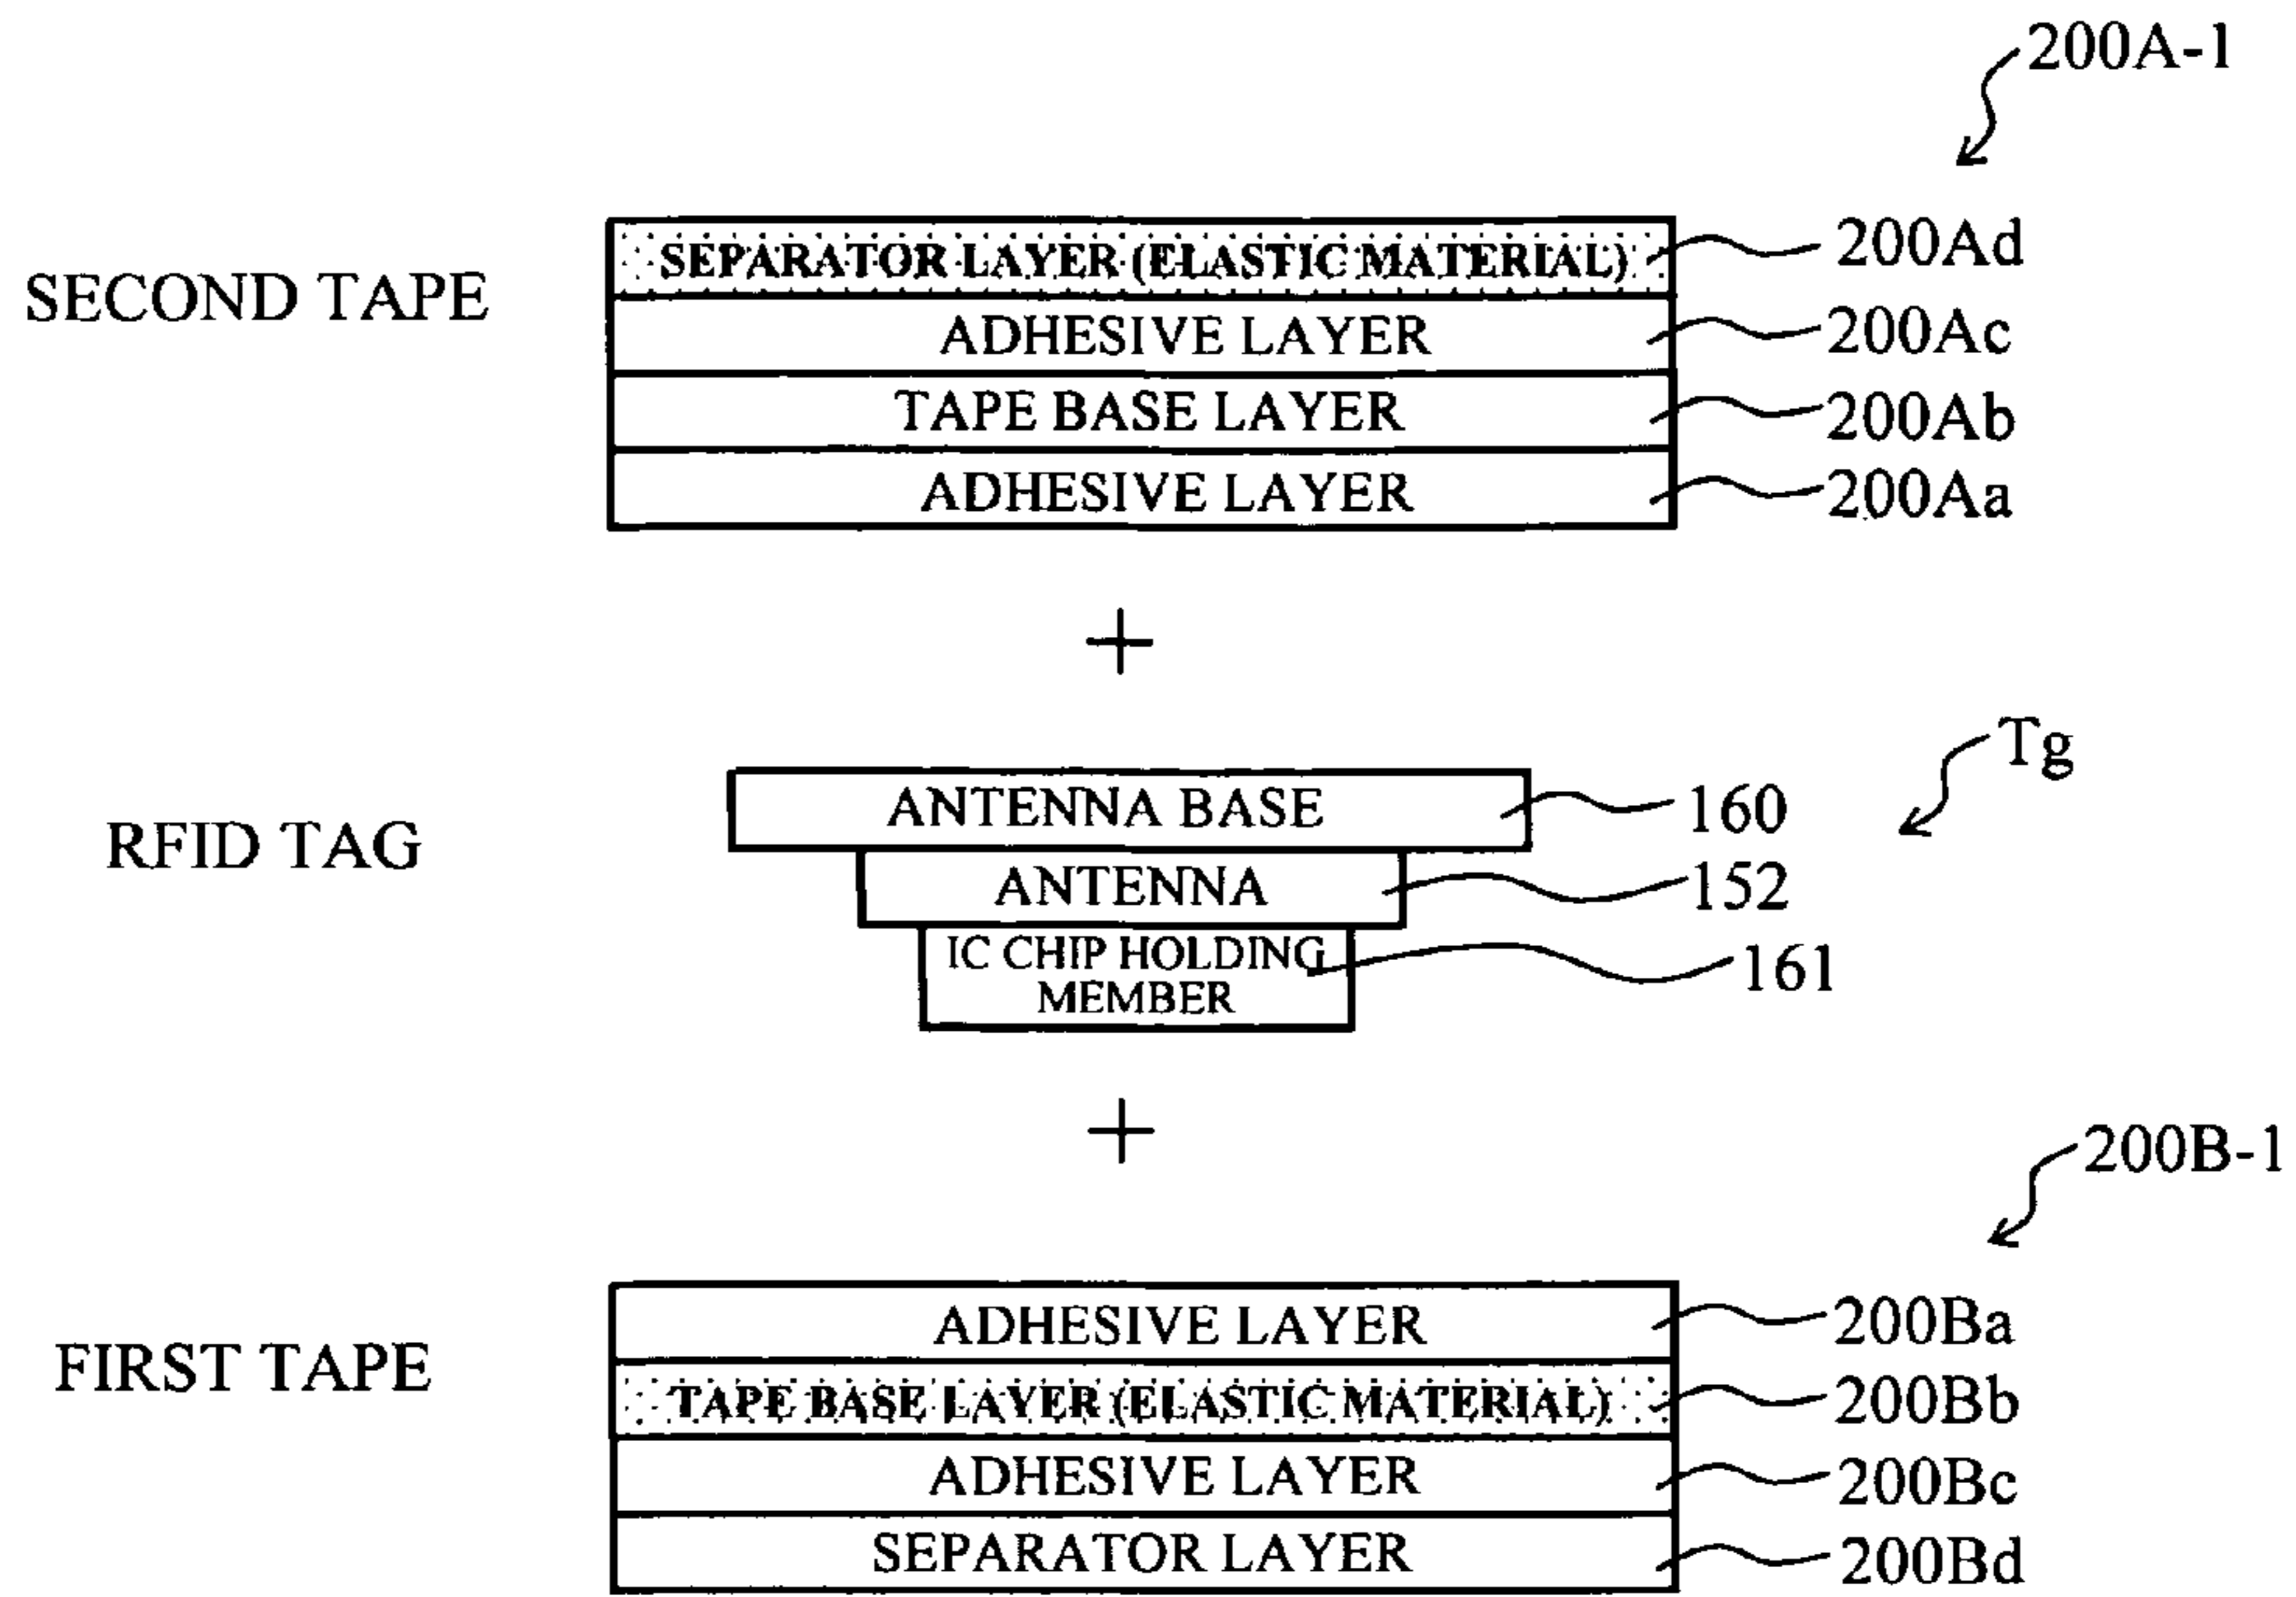 200A-1
SECOND TAPE
SEPARATOR LAYER (ELASTIC MATERIAL)
200Ad
ADHESIVE LAYER
200Ac
TAPE BASE LAYER
200Ab
ADHESIVE LAYER
200Aa
+
Tg
RFID TAG
ANTENNA BASE
160
ANTENNA
152
IC CHIP HOLDING
MEMBER
161
+
200B-1
FIRST TAPE
ADHESIVE LAYER
200Ba
TAPE BASE LAYER (ELASTIC MATERIAL)
200Bb
ADHESIVE LAYER
200Bc
SEPARATOR LAYER
200Bd